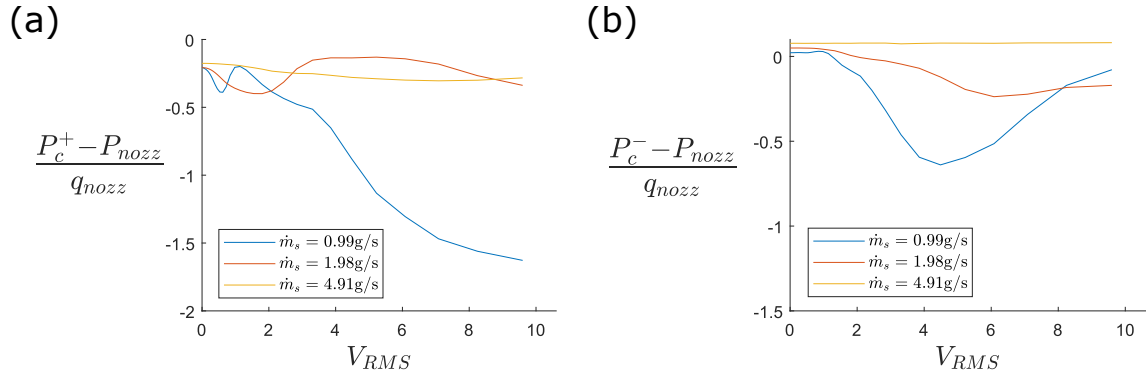 (a)
0
-0.5
-1
-1.5
-2
0 2 4 6 8 10
P_c^+ − P_nozz
q_nozz
V_RMS
ṁ_s = 0.99g/s
ṁ_s = 1.98g/s
ṁ_s = 4.91g/s
(b)
0
-0.5
-1
-1.5
0 2 4 6 8 10
P_c^- − P_nozz
q_nozz
V_RMS
ṁ_s = 0.99g/s
ṁ_s = 1.98g/s
ṁ_s = 4.91g/s